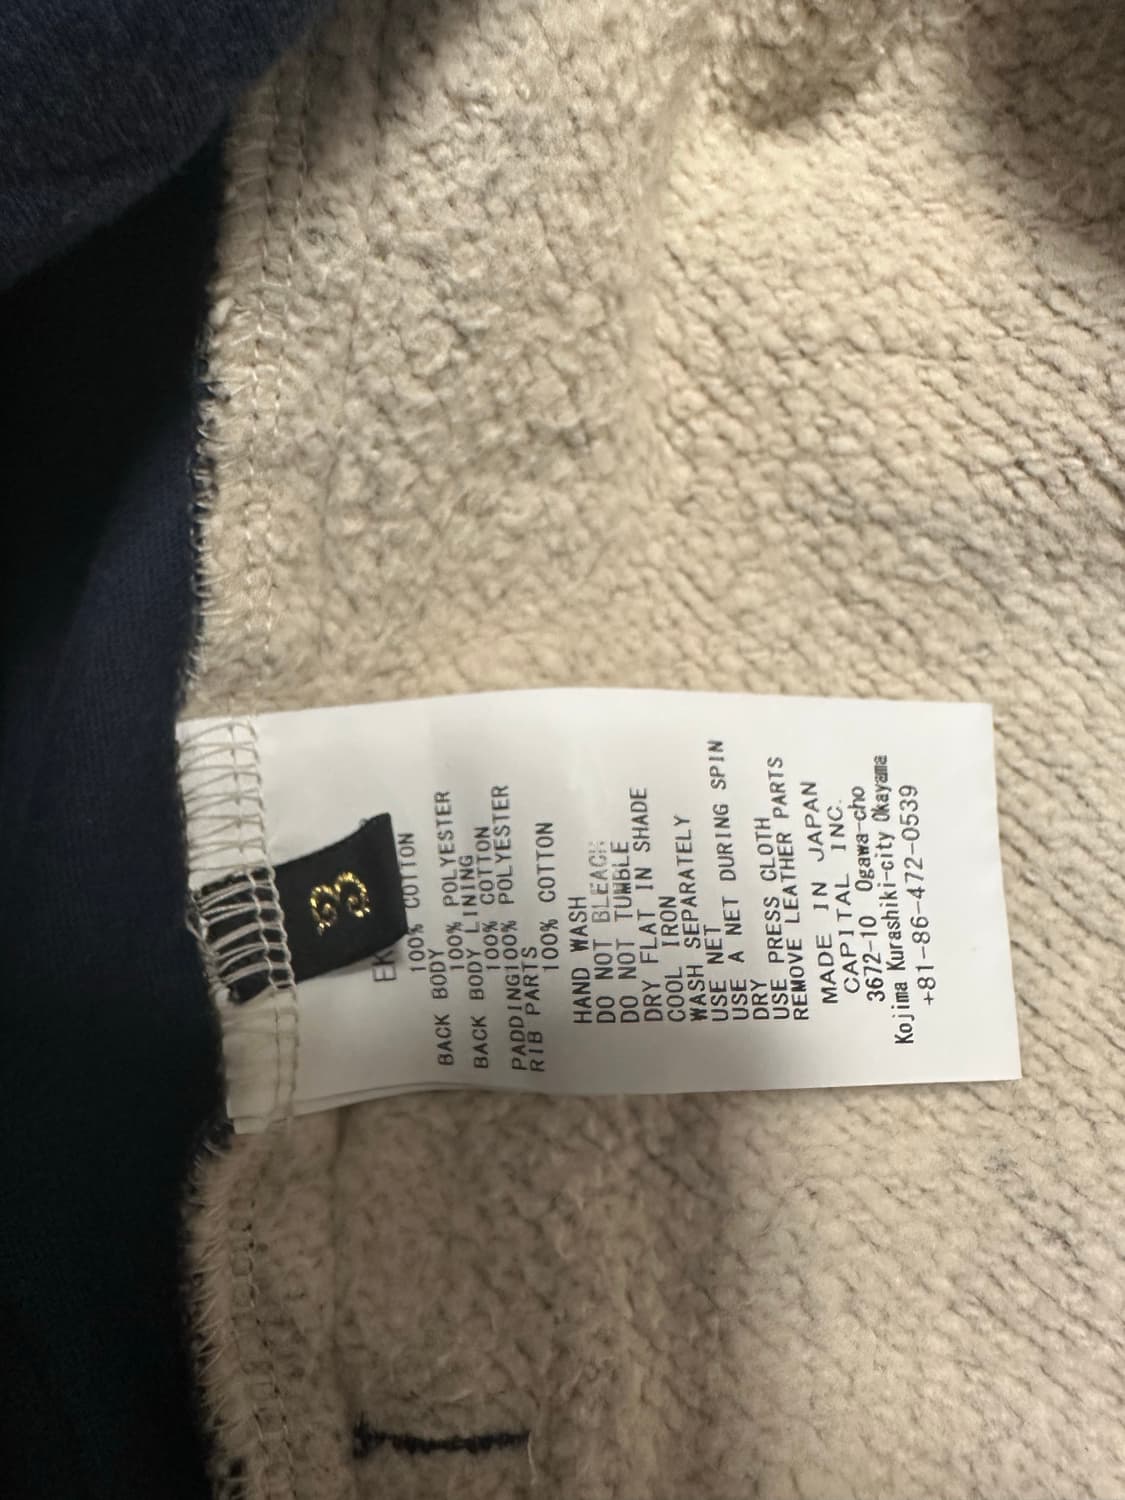 3
EK
100% COTTON
BACK BODY
100% POLYESTER
BACK BODY LINING
100% COTTON
PADDING100% POLYESTER
RIB PARTS
100% COTTON
HAND WASH
DO NOT BLEACH
DO NOT TUMBLE
DRY FLAT IN SHADE
COOL IRON
WASH SEPARATELY
USE NET
USE A NET DURING SPIN
DRY
USE PRESS CLOTH
REMOVE LEATHER PARTS
MADE IN JAPAN
CAPITAL INC.
3672-10 Ogawa-cho
Kojima Kurashiki-city Okayama
+81-86-472-0539